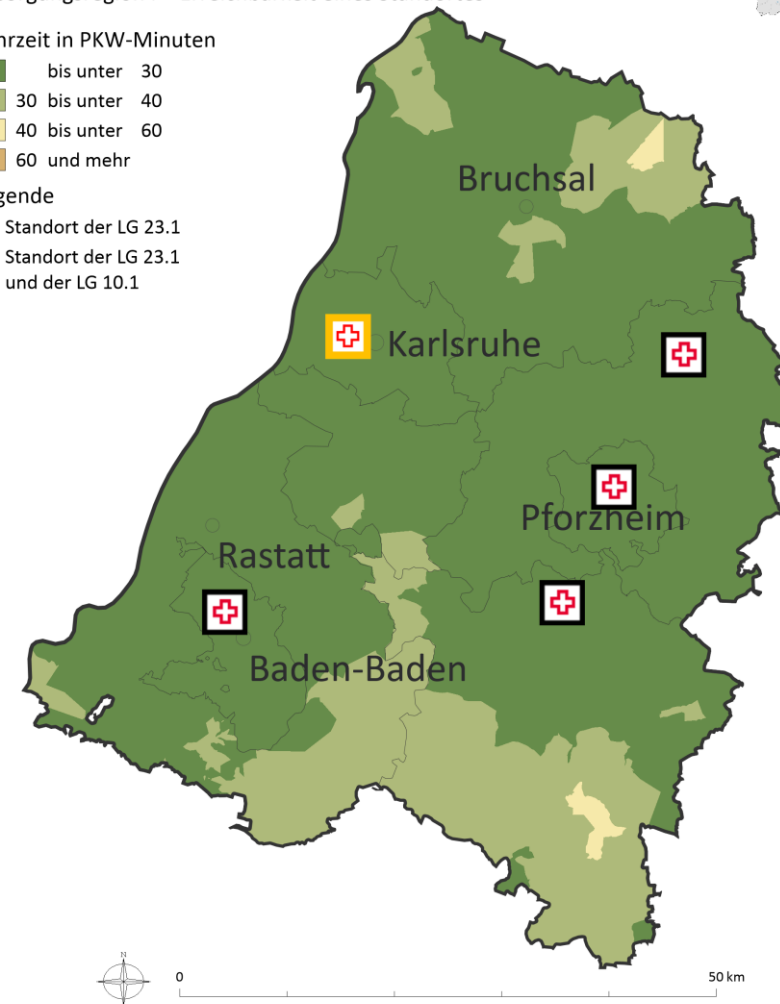 hrzeit in PKW-Minuten
bis unter 30
30 bis unter 40
40 bis unter 60
60 und mehr
gende
Standort der LG 23.1
Standort der LG 23.1
und der LG 10.1
Bruchsal
Karlsruhe
Pforzheim
Rastatt
Baden-Baden
N
0 50 km